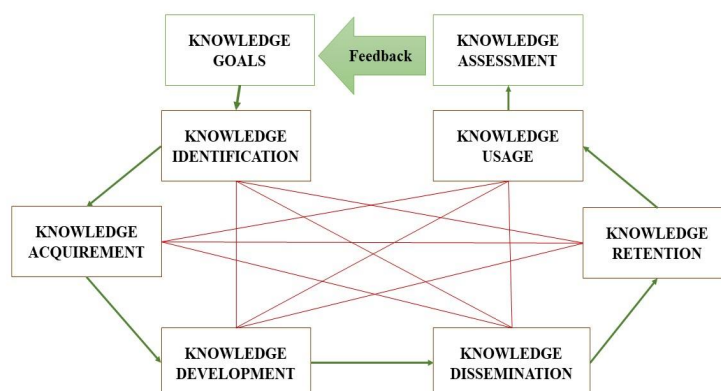 KNOWLEDGE
GOALS
Feedback
KNOWLEDGE
ASSESSMENT
KNOWLEDGE
IDENTIFICATION
KNOWLEDGE
USAGE
KNOWLEDGE
ACQUIREMENT
KNOWLEDGE
RETENTION
KNOWLEDGE
DEVELOPMENT
KNOWLEDGE
DISSEMINATION